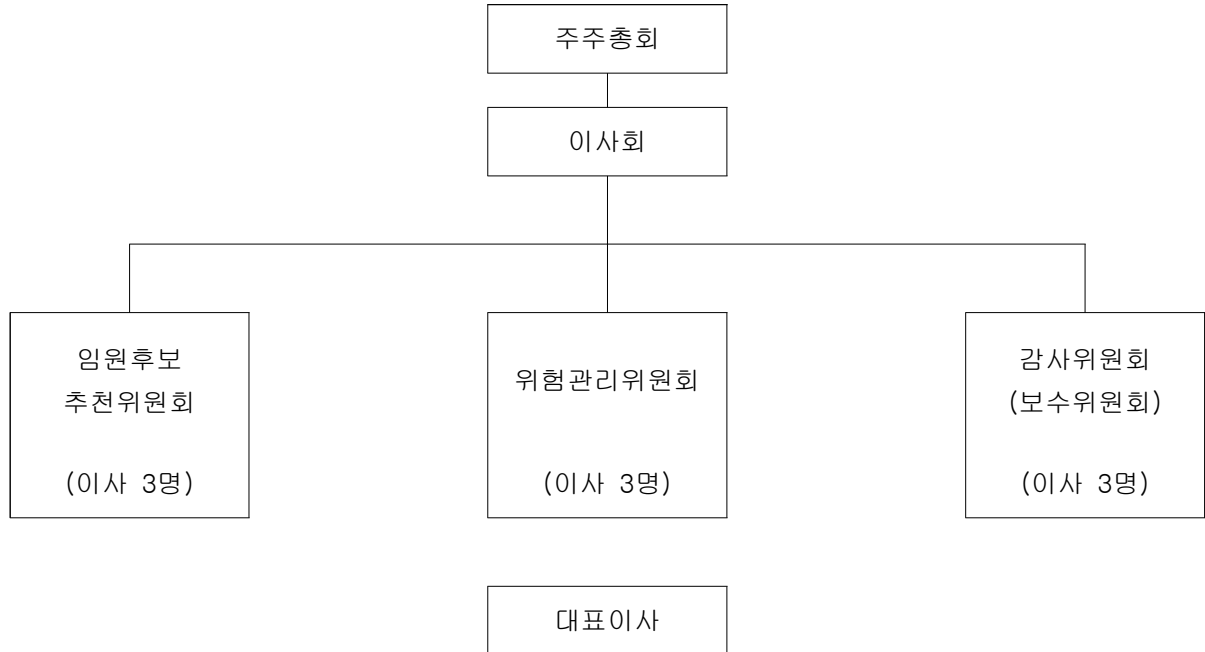 주주총회
이사회
임원후보
추천위원회
(이사 3명)
위험관리위원회
(이사 3명)
감사위원회
(보수위원회)
(이사 3명)
대표이사